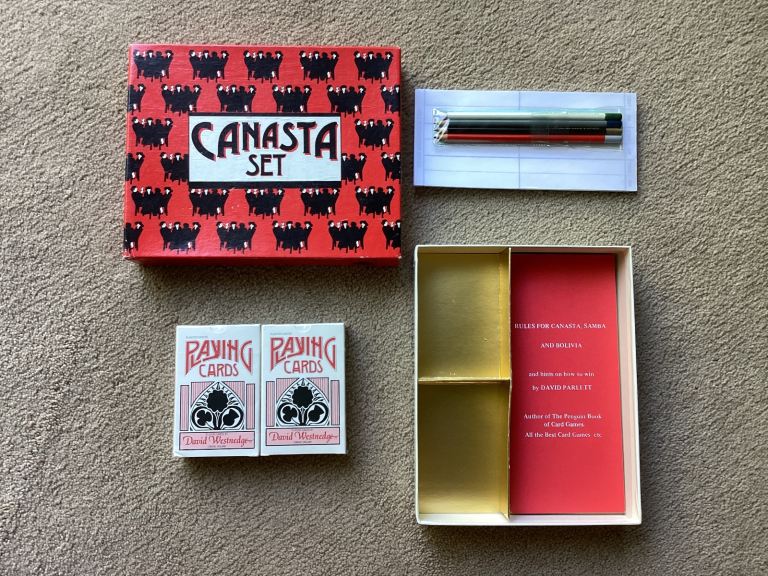 CANASTA
SET
PLAYING
CARDS
David Westnedge
PLAYING
CARDS
David Westnedge
RULES FOR CANASTA, SAMBA
AND BOLIVIA
and hints on how to win
by DAVID PARLETT
Author of The Penguin Book
of Card Games
All the Best Card Games etc